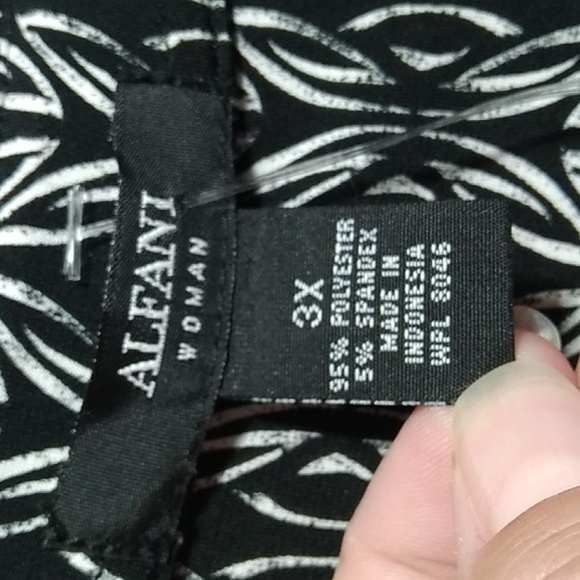 ALFANI
WOMAN
3X
95% POLYESTER
5% SPANDEX
MADE IN
INDONESIA
WPL 8046